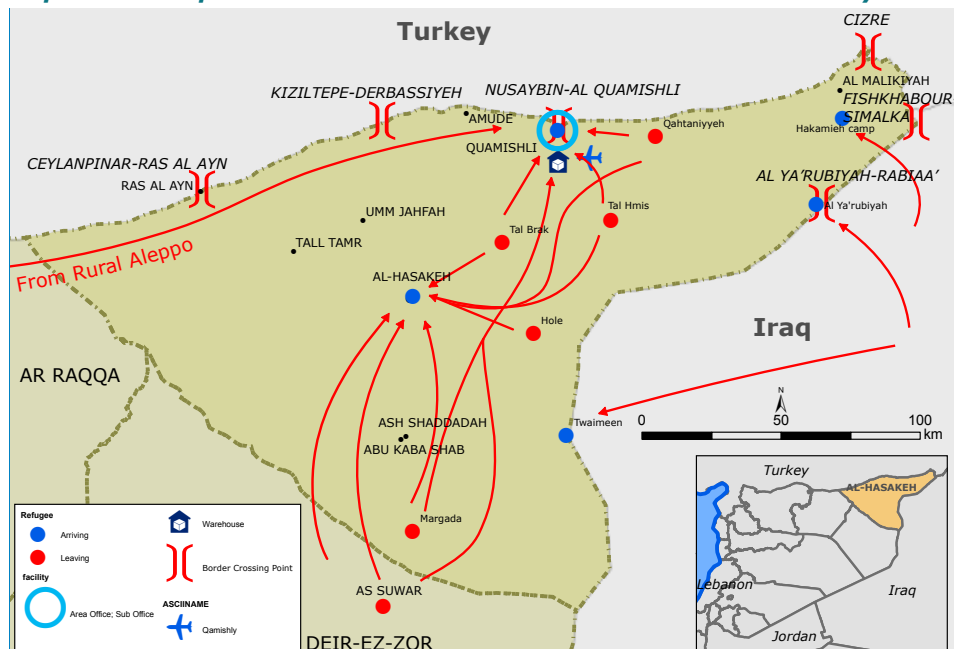 Turkey
CIZRE
AL MALIKIYAH
KIZILTEPE-DERBASSIYEH
NUSAYBIN-AL QUAMISHLI
FISHKHABOUR
SIMALKA
AMUDE
Qahtaniyyeh
Hakamieh camp
QUAMISHLI
CEYLANPINAR-RAS AL AYN
RAS AL AYN
AL YA'RUBIYAH-RABIAA'
Al Ya'rubiyah
UMM JAHFAH
Tal Hmis
Tal Brak
TALL TAMR
From Rural Aleppo
AL-HASAKEH
Hole
Iraq
AR RAQQA
N
0 50 100
km
ASH SHADDADAH
ABU KABA SHAB
Twaimeen
Margada
AS SUWAR
DEIR-EZ-ZOR
Refugee
Arriving
Leaving
facility
Area Office; Sub Office
Warehouse
Border Crossing Point
ASCIINAME
Qamishly
Turkey
AL-HASAKEH
Lebanon
Iraq
Jordan